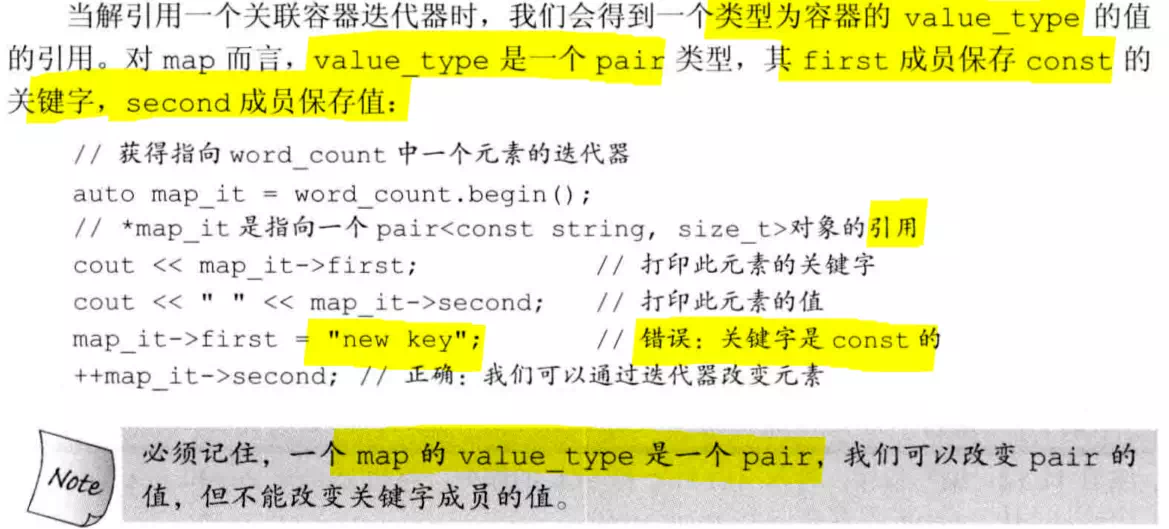 当解引用一个关联容器迭代器时，我们会得到一个类型为容器的 value_type 的值
的引用。对 map 而言，value_type 是一个 pair 类型，其 first 成员保存 const 的
关键字，second 成员保存值：
// 获得指向 word_count 中一个元素的迭代器
auto map_it = word_count.begin();
// *map_it 是指向一个 pair<const string, size_t>对象的引用
cout << map_it->first; // 打印此元素的关键字
cout << " " << map_it->second; // 打印此元素的值
map_it->first = "new key"; // 错误：关键字是 const 的
++map_it->second; // 正确：我们可以通过迭代器改变元素
Note
必须记住，一个 map 的 value_type 是一个 pair，我们可以改变 pair 的
值，但不能改变关键字成员的值。